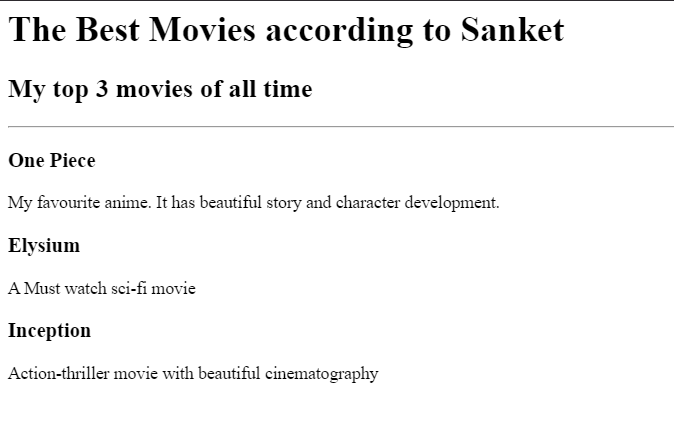 The Best Movies according to Sanket
My top 3 movies of all time
One Piece
My favourite anime. It has beautiful story and character development.
Elysium
A Must watch sci-fi movie
Inception
Action-thriller movie with beautiful cinematography